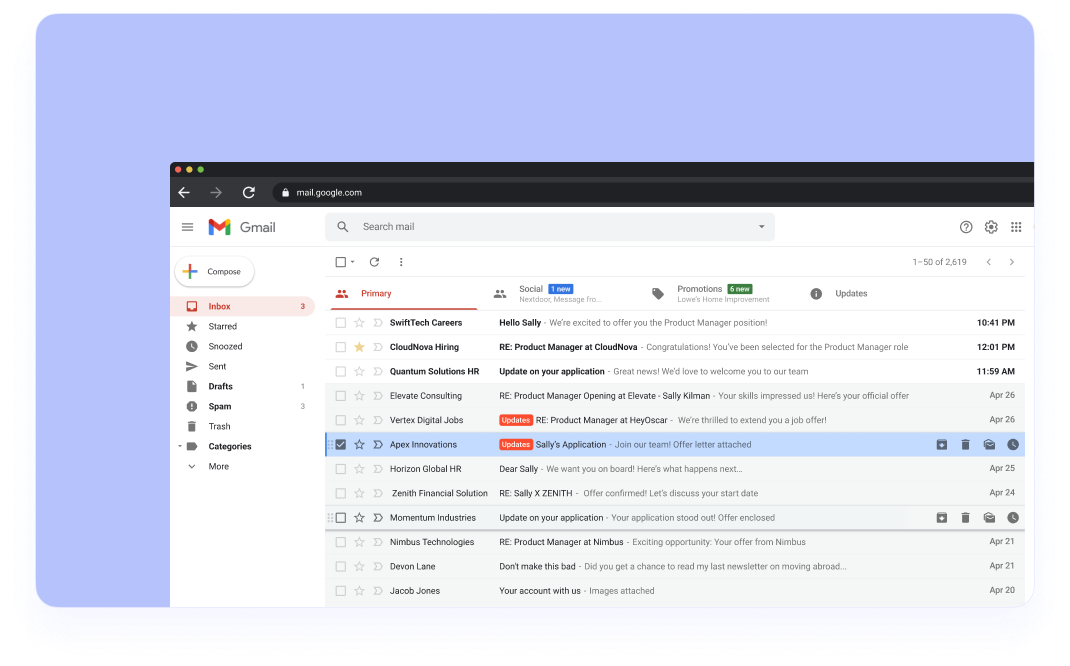 mail.google.com
Gmail
Search mail
Compose
1–50 of 2,619
Inbox 3
Starred
Snoozed
Sent
Drafts 1
Spam 3
Trash
Categories
More
Primary
Social 1 new
Nextdoor, Message fro...
Promotions 6 new
Lowe's Home Improvement
Updates
SwiftTech Careers Hello Sally - We're excited to offer you the Product Manager position! 10:41 PM
CloudNova Hiring RE: Product Manager at CloudNova - Congratulations! You've been selected for the Product Manager role 12:01 PM
Quantum Solutions HR Update on your application - Great news! We'd love to welcome you to our team 11:59 AM
Elevate Consulting RE: Product Manager Opening at Elevate - Sally Kilman - Your skills impressed us! Here's your official offer Apr 26
Vertex Digital Jobs Updates RE: Product Manager at HeyOscar - We're thrilled to extend you a job offer! Apr 26
Apex Innovations Updates Sally's Application - Join our team! Offer letter attached
Horizon Global HR Dear Sally - We want you on board! Here's what happens next... Apr 25
Zenith Financial Solution RE: Sally X ZENITH - Offer confirmed! Let's discuss your start date Apr 24
Momentum Industries Update on your application - Your application stood out! Offer enclosed
Nimbus Technologies RE: Product Manager at Nimbus - Exciting opportunity: Your offer from Nimbus Apr 21
Devon Lane Don't make this bad - Did you get a chance to read my last newsletter on moving abroad... Apr 21
Jacob Jones Your account with us - Images attached Apr 20